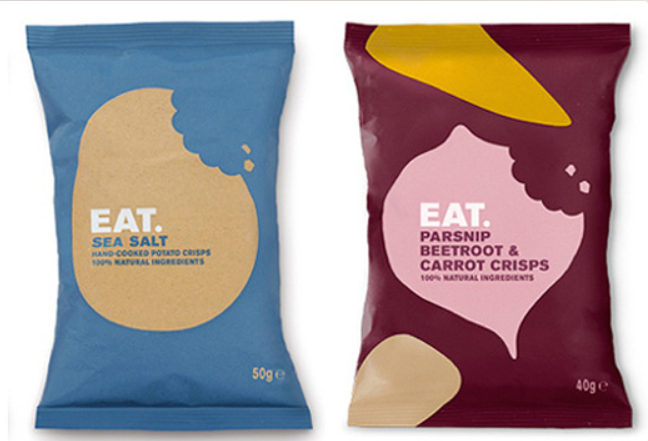 EAT.
SEA SALT
HAND-COOKED POTATO CRISPS
100% NATURAL INGREDIENTS
50g ℮
EAT.
PARSNIP
BEETROOT &
CARROT CRISPS
100% NATURAL INGREDIENTS
40g ℮